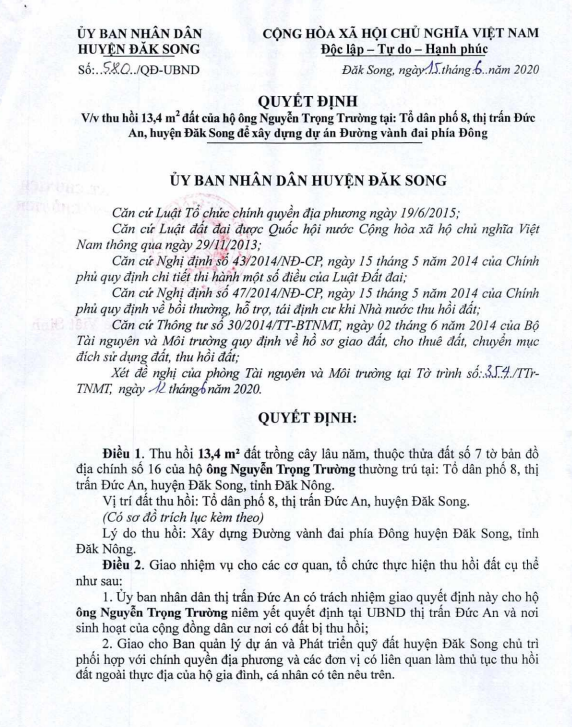 ỦY BAN NHÂN DÂN
HUYỆN ĐĂK SONG
Số:..580../QĐ-UBND
CỘNG HÒA XÃ HỘI CHỦ NGHĨA VIỆT NAM
Độc lập – Tự do – Hạnh phúc
Đăk Song, ngày 15 tháng 6 năm 2020
QUYẾT ĐỊNH
V/v thu hồi 13,4 m² đất của hộ ông Nguyễn Trọng Trường tại: Tổ dân phố 8, thị trấn Đức
An, huyện Đăk Song để xây dựng dự án Đường vành đai phía Đông
ỦY BAN NHÂN DÂN HUYỆN ĐĂK SONG
Căn cứ Luật Tổ chức chính quyền địa phương ngày 19/6/2015;
Căn cứ Luật đất đai được Quốc hội nước Cộng hòa xã hộ chủ nghĩa Việt
Nam thông qua ngày 29/11/2013;
Căn cứ Nghị định số 43/2014/NĐ-CP, ngày 15 tháng 5 năm 2014 của Chính
phủ quy định chi tiết thi hành một số điều của Luật Đất đai;
Căn cứ Nghị định số 47/2014/NĐ-CP, ngày 15 tháng 5 năm 2014 của Chính
phủ quy định về bồi thường, hỗ trợ, tái định cư khi Nhà nước thu hồi đất;
Căn cứ Thông tư số 30/2014/TT-BTNMT, ngày 02 tháng 6 năm 2014 của Bộ
Tài nguyên và Môi trường quy định về hồ sơ giao đất, cho thuê đất, chuyển mục
đích sử dụng đất, thu hồi đất;
Xét đề nghị của phòng Tài nguyên và Môi trường tại Tờ trình số:.354./TTr-
TNMT, ngày 12 tháng 6 năm 2020.
QUYẾT ĐỊNH:
Điều 1. Thu hồi 13,4 m² đất trồng cây lâu năm, thuộc thửa đất số 7 tờ bản đồ
địa chính số 16 của hộ ông Nguyễn Trọng Trường thường trú tại: Tổ dân phố 8, thị
trấn Đức An, huyện Đăk Song, tỉnh Đăk Nông.
Vị trí đất thu hồi: Tổ dân phố 8, thị trấn Đức An, huyện Đăk Song.
(Có sơ đồ trích lục kèm theo)
Lý do thu hồi: Xây dựng Đường vành đai phía Đông huyện Đăk Song, tỉnh
Đăk Nông.
Điều 2. Giao nhiệm vụ cho các cơ quan, tổ chức thực hiện thu hồi đất cụ thể
như sau:
1. Ủy ban nhân dân thị trấn Đức An có trách nhiệm giao quyết định này cho hộ
ông Nguyễn Trọng Trường niêm yết quyết định tại UBND thị trấn Đức An và nơi
sinh hoạt của cộng đồng dân cư nơi có đất bị thu hồi;
2. Giao cho Ban quản lý dự án và Phát triển quỹ đất huyện Đăk Song chủ trì
phối hợp với chính quyền địa phương và các đơn vị có liên quan làm thủ tục thu hồi
đất ngoài thực địa của hộ gia đình, cá nhân có tên nêu trên.